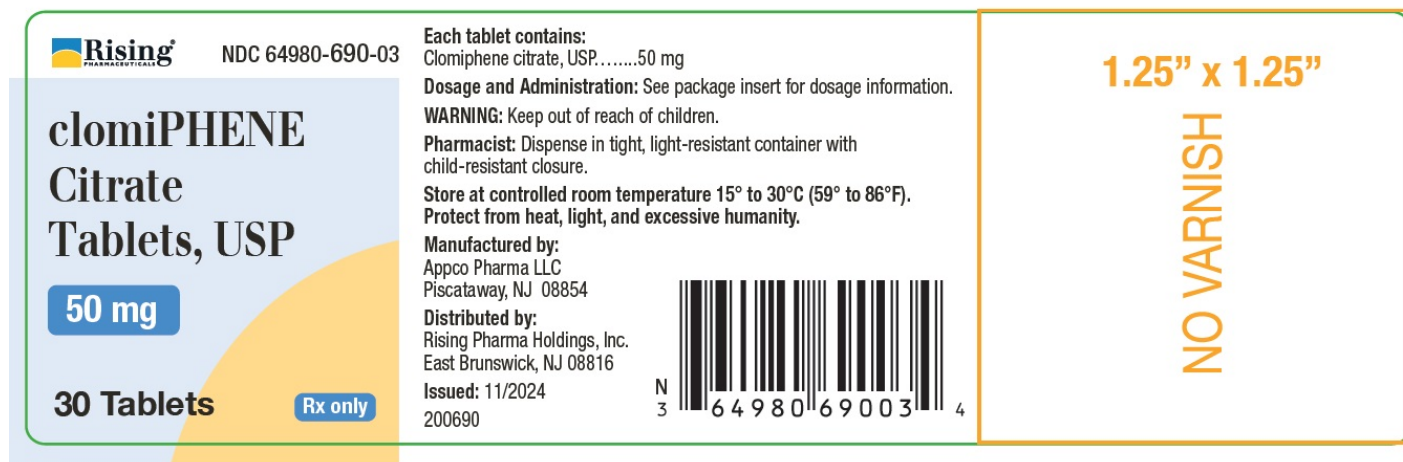 Rising®
PHARMACEUTICALS
NDC 64980-690-03
clomiPHENE
Citrate
Tablets, USP
50 mg
30 Tablets
Rx only
Each tablet contains:
Clomiphene citrate, USP.........50 mg
Dosage and Administration: See package insert for dosage information.
WARNING: Keep out of reach of children.
Pharmacist: Dispense in tight, light-resistant container with
child-resistant closure.
Store at controlled room temperature 15° to 30°C (59° to 86°F).
Protect from heat, light, and excessive humanity.
Manufactured by:
Appco Pharma LLC
Piscataway, NJ 08854
Distributed by:
Rising Pharma Holdings, Inc.
East Brunswick, NJ 08816
Issued: 11/2024
200690
N
3 64980 69003 4
1.25” x 1.25”
NO VARNISH